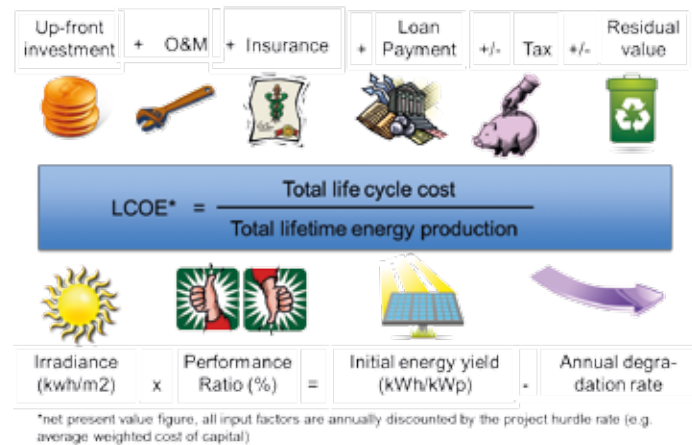 Up-front investment + O&M + Insurance + Loan Payment +/- Tax +/- Residual value
LCOE* = Total life cycle cost
Total lifetime energy production
Irradiance (kwh/m2) x Performance Ratio (%) = Initial energy yield (kWh/kWp) - Annual degra-dation rate
*net present value figure, all input factors are annually discounted by the project hurdle rate (e.g.
average weighted cost of capital)